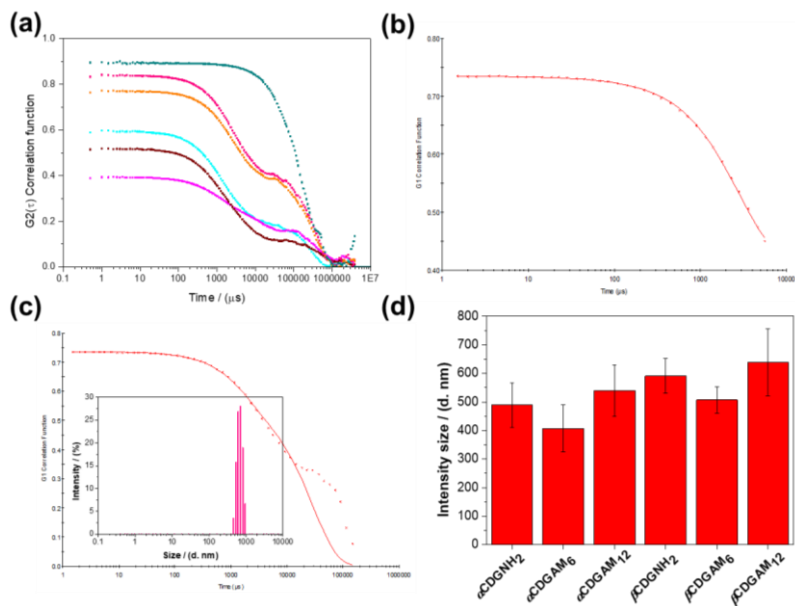 (a)
G2(τ) Correlation function
1.0
0.8
0.6
0.4
0.2
0.0
0.1 1 10 100 1000 10000 100000 1000000 1E7
Time / (μs)
(b)
G1 Correlation Function
0.80
0.70
0.60
0.50
0.40
1 10 100 1000 10000
Time (μs)
(c)
G1 Correlation Function
0.8
0.7
0.6
0.5
0.4
0.3
0.2
0.1
0.0
1 10 100 1000 10000 100000 1000000
Time (μs)
Intensity / (%)
30
25
20
15
10
5
0
0.1 1 10 100 1000 10000
Size / (d. nm)
(d)
Intensity size / (d. nm)
800
700
600
500
400
300
200
100
0
αCDGNH2
αCDGAM6
αCDGAM12
βCDGNH2
βCDGAM6
βCDGAM12